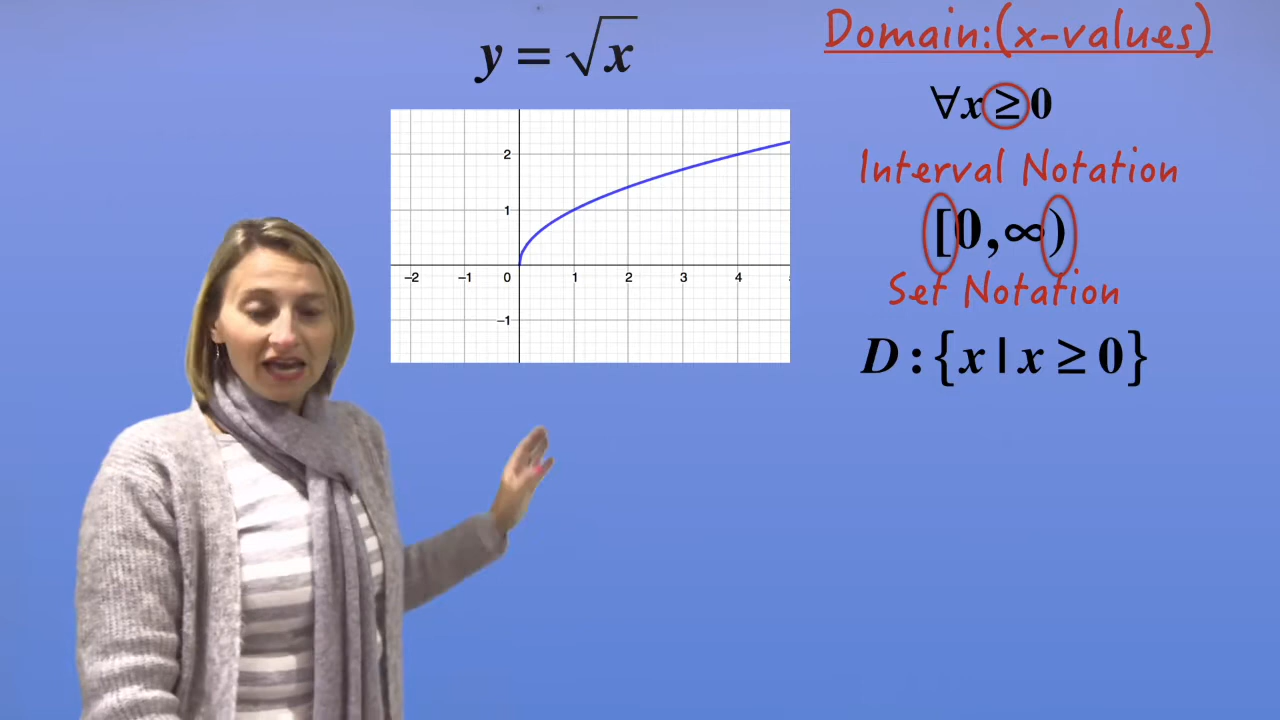 y = √x
2
1
−2 −1 0 1 2 3 4
−1
Domain:(x-values)
∀x ≥ 0
Interval Notation
[0,∞)
Set Notation
D:{x | x ≥ 0}